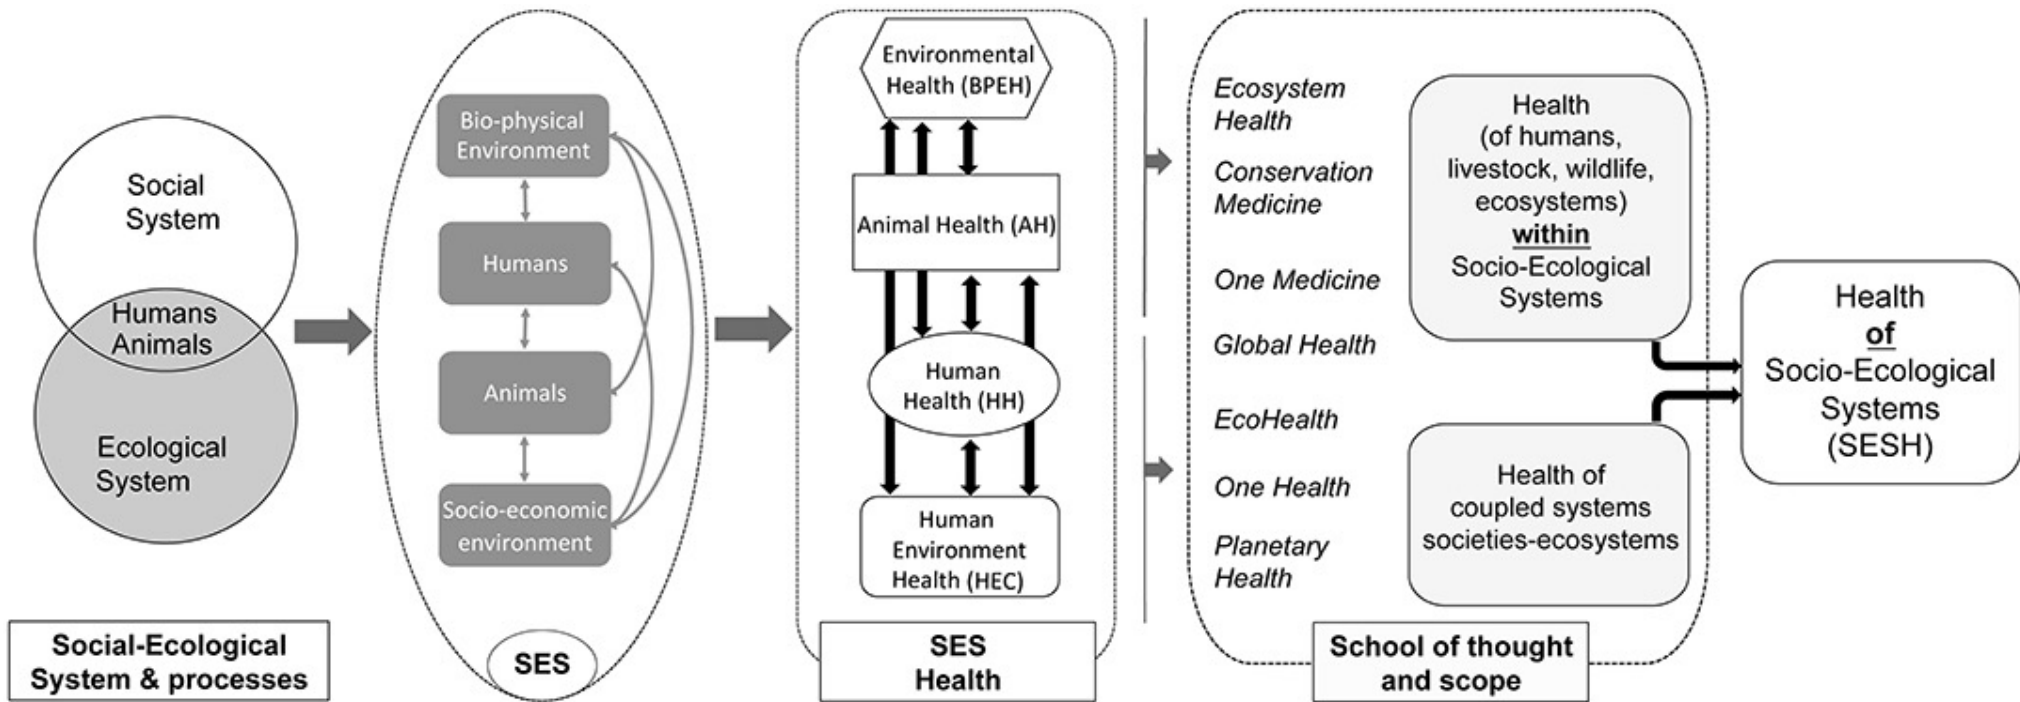 Social
System
Humans
Animals
Ecological
System
Social-Ecological
System & processes
Bio-physical
Environment
Humans
Animals
Socio-economic
environment
SES
Environmental
Health (BPEH)
Animal Health (AH)
Human
Health (HH)
Human
Environment
Health (HEC)
SES
Health
Ecosystem
Health
Conservation
Medicine
One Medicine
Global Health
EcoHealth
One Health
Planetary
Health
Health
(of humans,
livestock, wildlife,
ecosystems)
within
Socio-Ecological
Systems
Health of
coupled systems
societies-ecosystems
School of thought
and scope
Health
of
Socio-Ecological
Systems
(SESH)